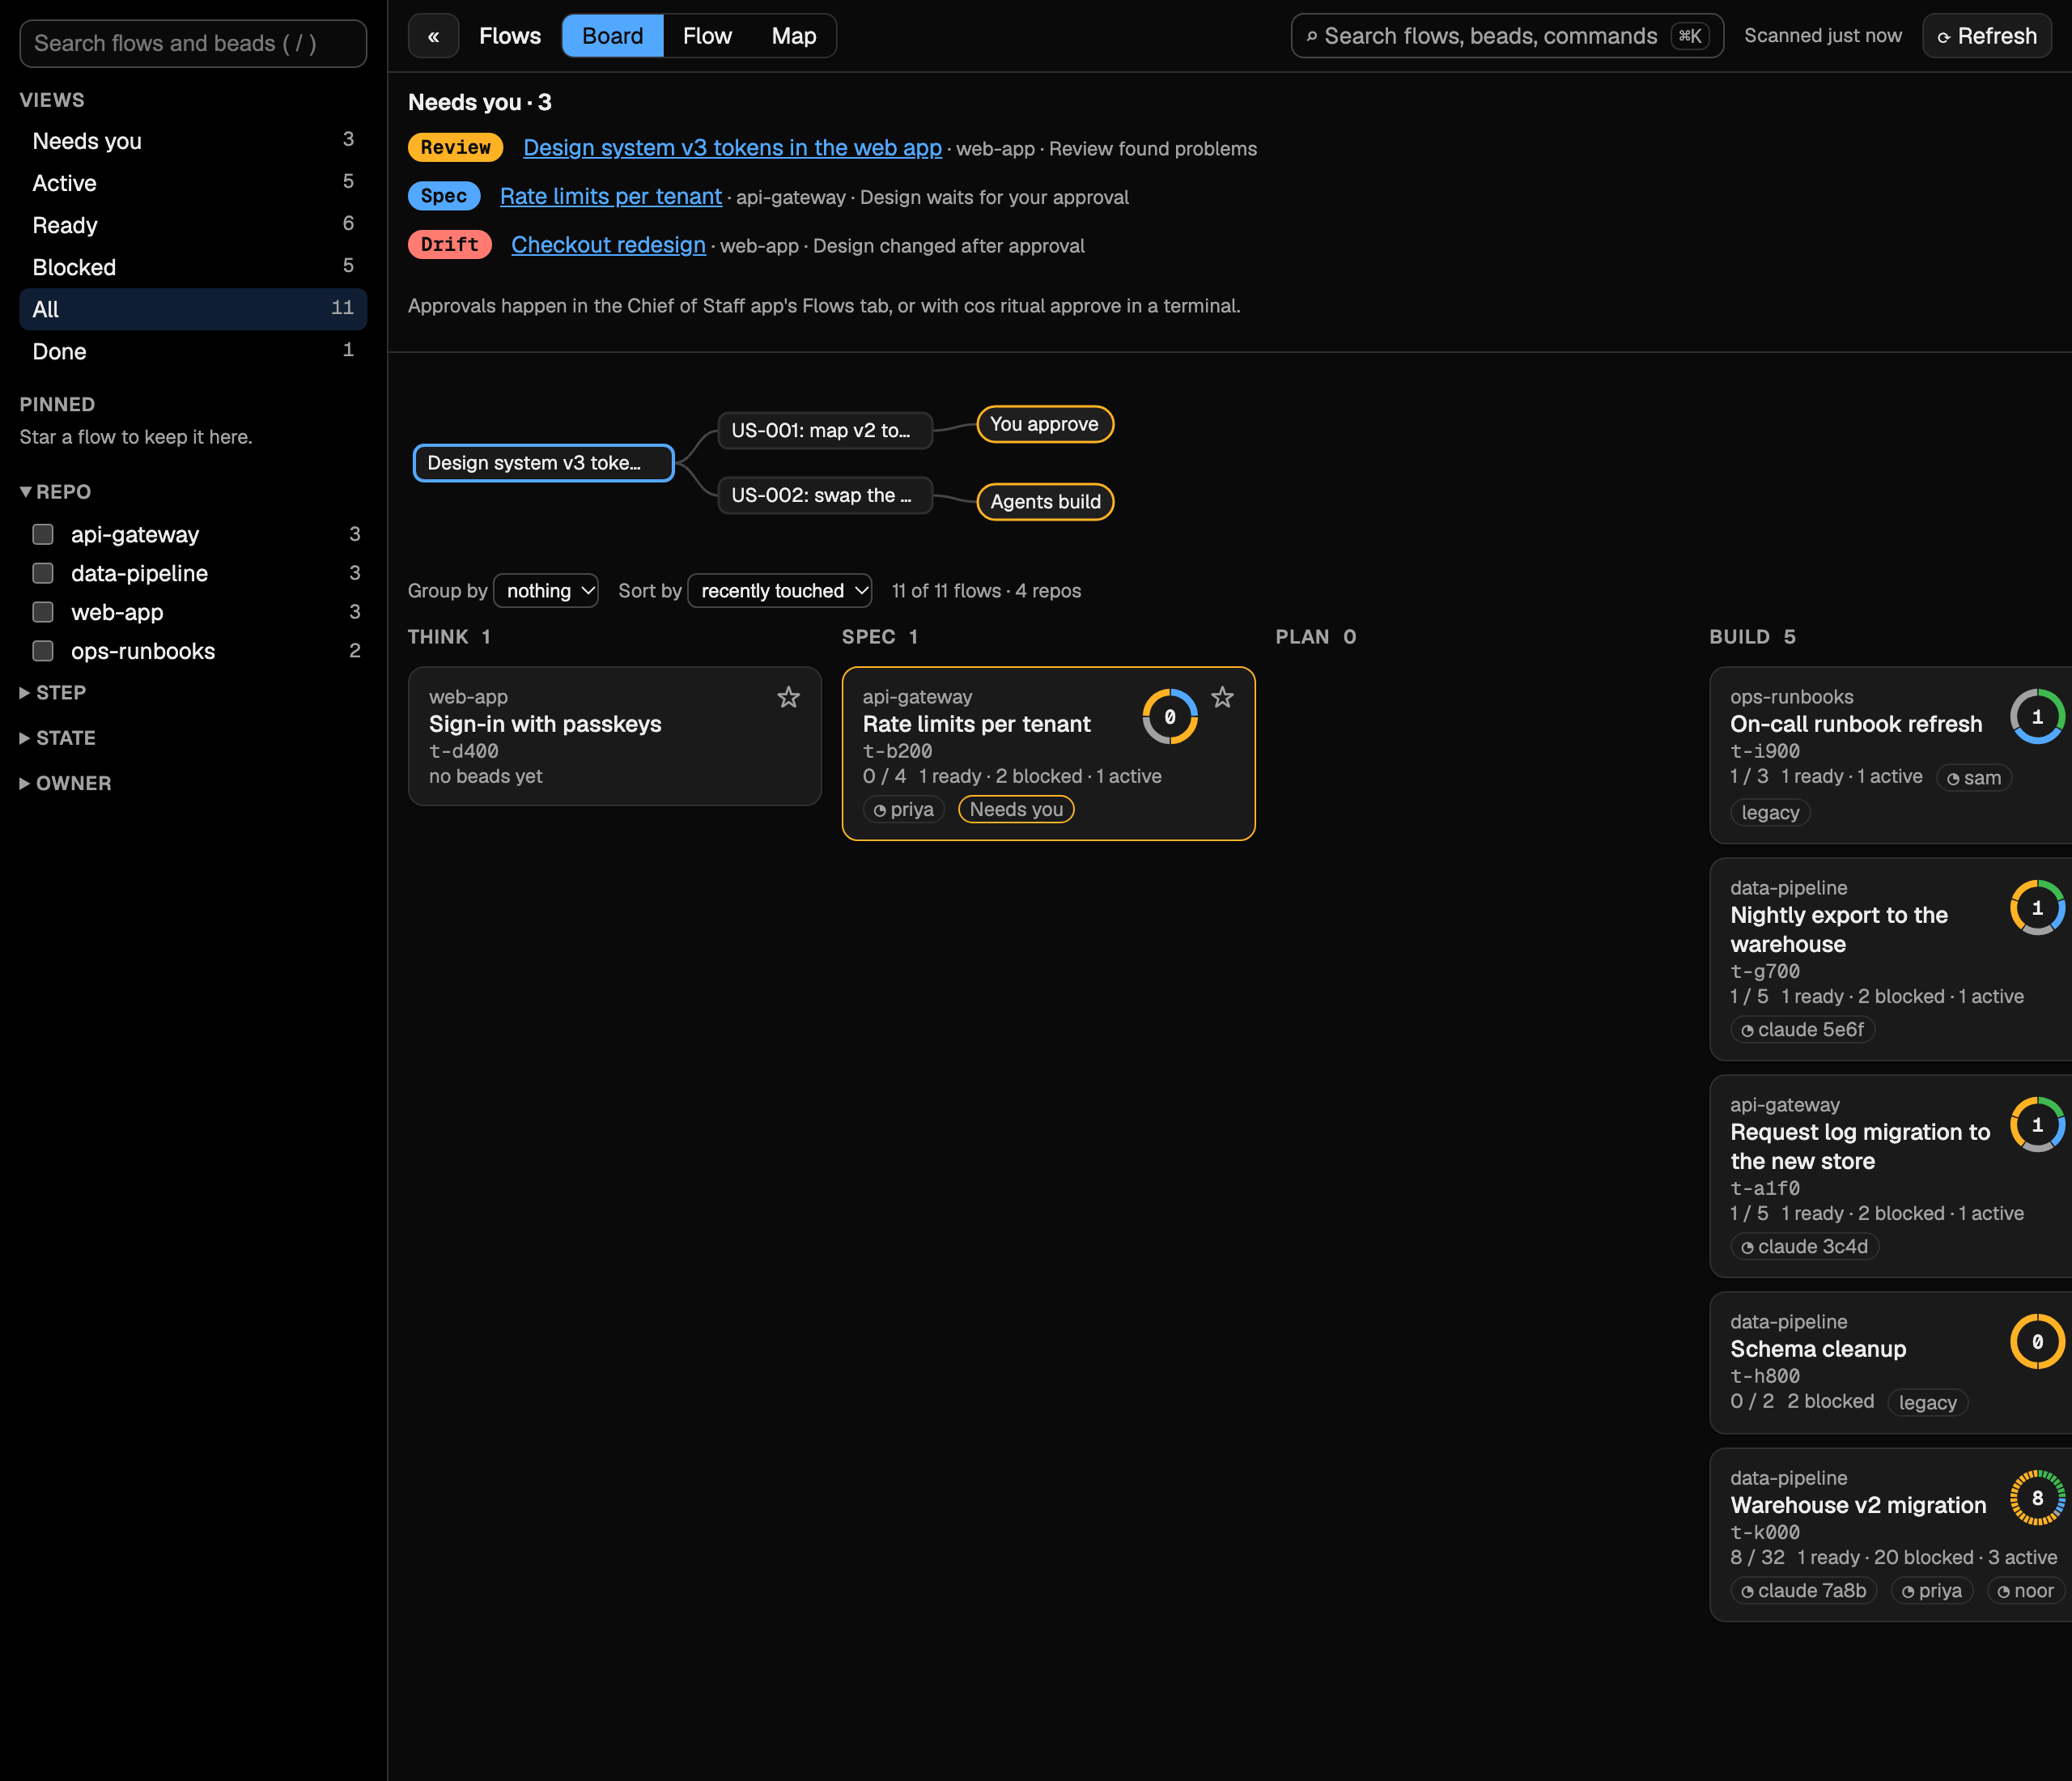 Search flows and beads ( / )
VIEWS
Needs you 3
Active 5
Ready 6
Blocked 5
All 11
Done 1
PINNED
Star a flow to keep it here.
▼ REPO
api-gateway 3
data-pipeline 3
web-app 3
ops-runbooks 2
▶ STEP
▶ STATE
▶ OWNER
« Flows Board Flow Map
⌕ Search flows, beads, commands ⌘K Scanned just now ⟳ Refresh
Needs you · 3
Review Design system v3 tokens in the web app · web-app · Review found problems
Spec Rate limits per tenant · api-gateway · Design waits for your approval
Drift Checkout redesign · web-app · Design changed after approval
Approvals happen in the Chief of Staff app's Flows tab, or with cos ritual approve in a terminal.
Design system v3 toke...
US-001: map v2 to...
US-002: swap the ...
You approve
Agents build
Group by nothing Sort by recently touched 11 of 11 flows · 4 repos
THINK 1
web-app
Sign-in with passkeys
t-d400
no beads yet
SPEC 1
api-gateway
Rate limits per tenant
0
t-b200
0 / 4 1 ready · 2 blocked · 1 active
priya Needs you
PLAN 0
BUILD 5
ops-runbooks
On-call runbook refresh
1
t-i900
1 / 3 1 ready · 1 active sam
legacy
data-pipeline
Nightly export to the
warehouse
1
t-g700
1 / 5 1 ready · 2 blocked · 1 active
claude 5e6f
api-gateway
Request log migration to
the new store
1
t-a1f0
1 / 5 1 ready · 2 blocked · 1 active
claude 3c4d
data-pipeline
Schema cleanup
0
t-h800
0 / 2 2 blocked legacy
data-pipeline
Warehouse v2 migration
8
t-k000
8 / 32 1 ready · 20 blocked · 3 active
claude 7a8b priya noor